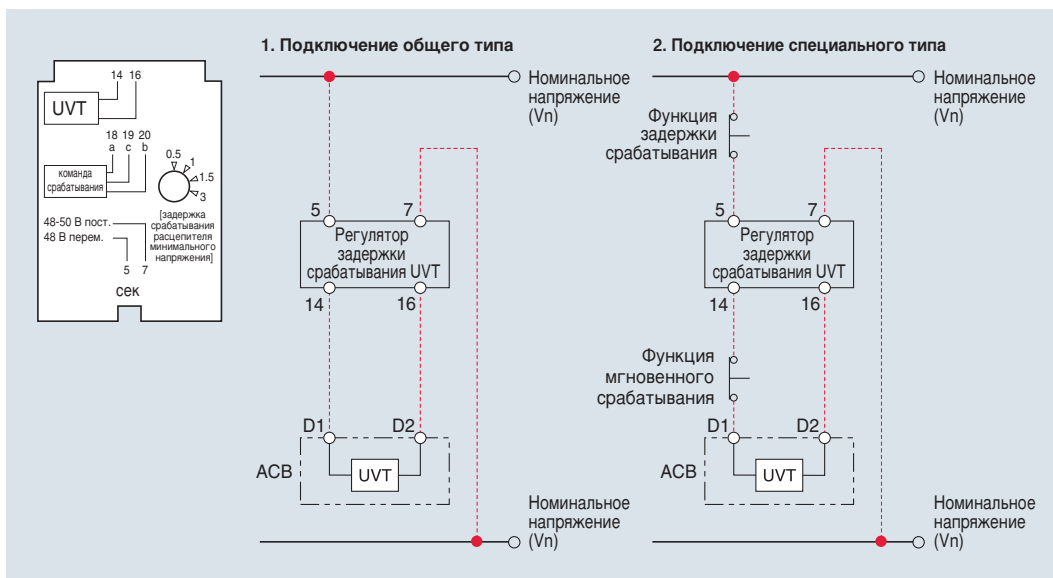 1. Подключение общего типа
2. Подключение специального типа
14 16
UVT
18 19 20
a c b
команда
срабатывания
0.5
1
1.5
3
[задержка
срабатывания
расцепителя
минимального
напряжения]
48-50 В пост.
48 В перем.
5 7
сек
Номинальное
напряжение
(Vn)
5 7
Регулятор
задержки
срабатывания UVT
14 16
D1 D2
ACB
UVT
Номинальное
напряжение
(Vn)
Номинальное
напряжение
(Vn)
Функция
задержки
срабатывания
5 7
Регулятор
задержки
срабатывания UVT
14 16
Функция
мгновенного
срабатывания
D1 D2
ACB
UVT
Номинальное
напряжение
(Vn)